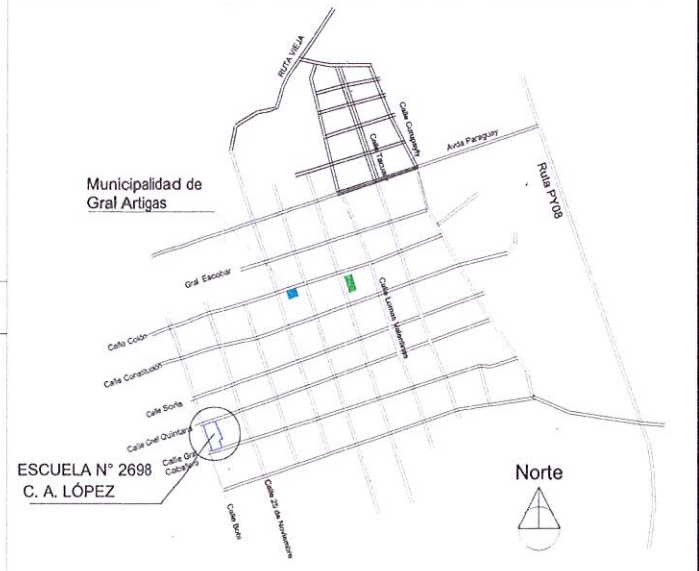 RUTA VIEJA
Calle Curupayty
Calle Tacuary
Avda Paraguay
Ruta PY08
Municipalidad de
Gral Artigas
Gral. Escobar
Calle Lomas Valentinas
Calle Colón
Calle Constitución
Calle Soria
Calle Cnel Quintana
Calle Gral
Caballero
ESCUELA N° 2698
C. A. LÓPEZ
Calle Bobi
Calle 25 de Noviembre
Norte